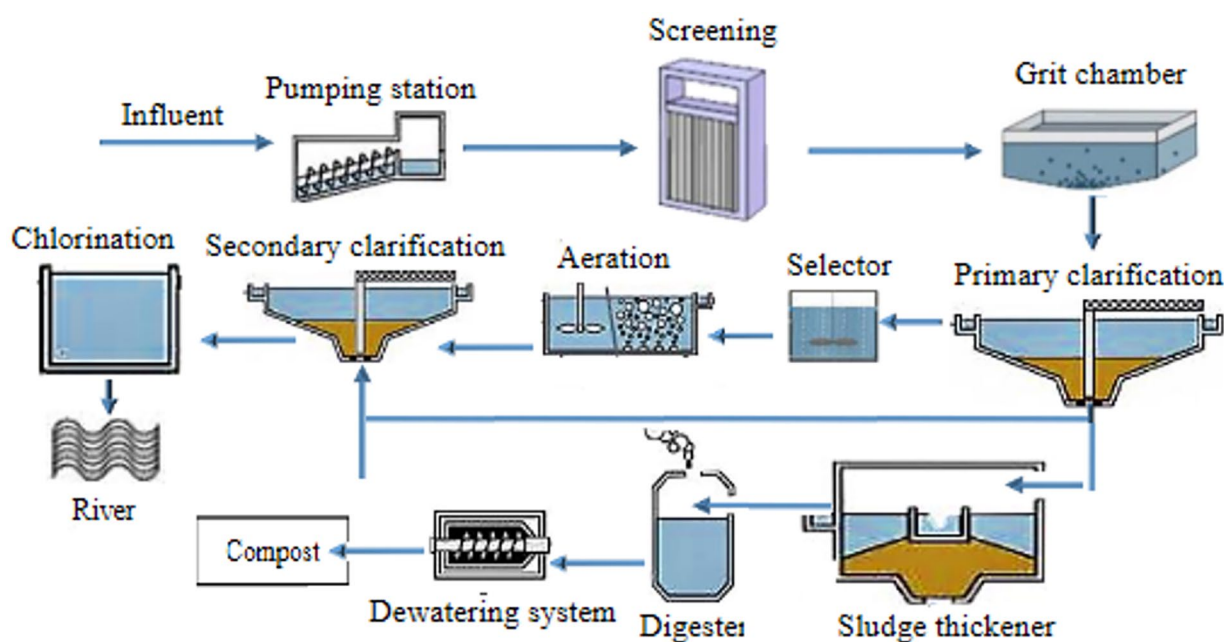 Screening
Grit chamber
Pumping station
Influent
Chlorination
Secondary clarification
Aeration
Selector
Primary clarification
River
Compost
Dewatering system
Digester
Sludge thickener